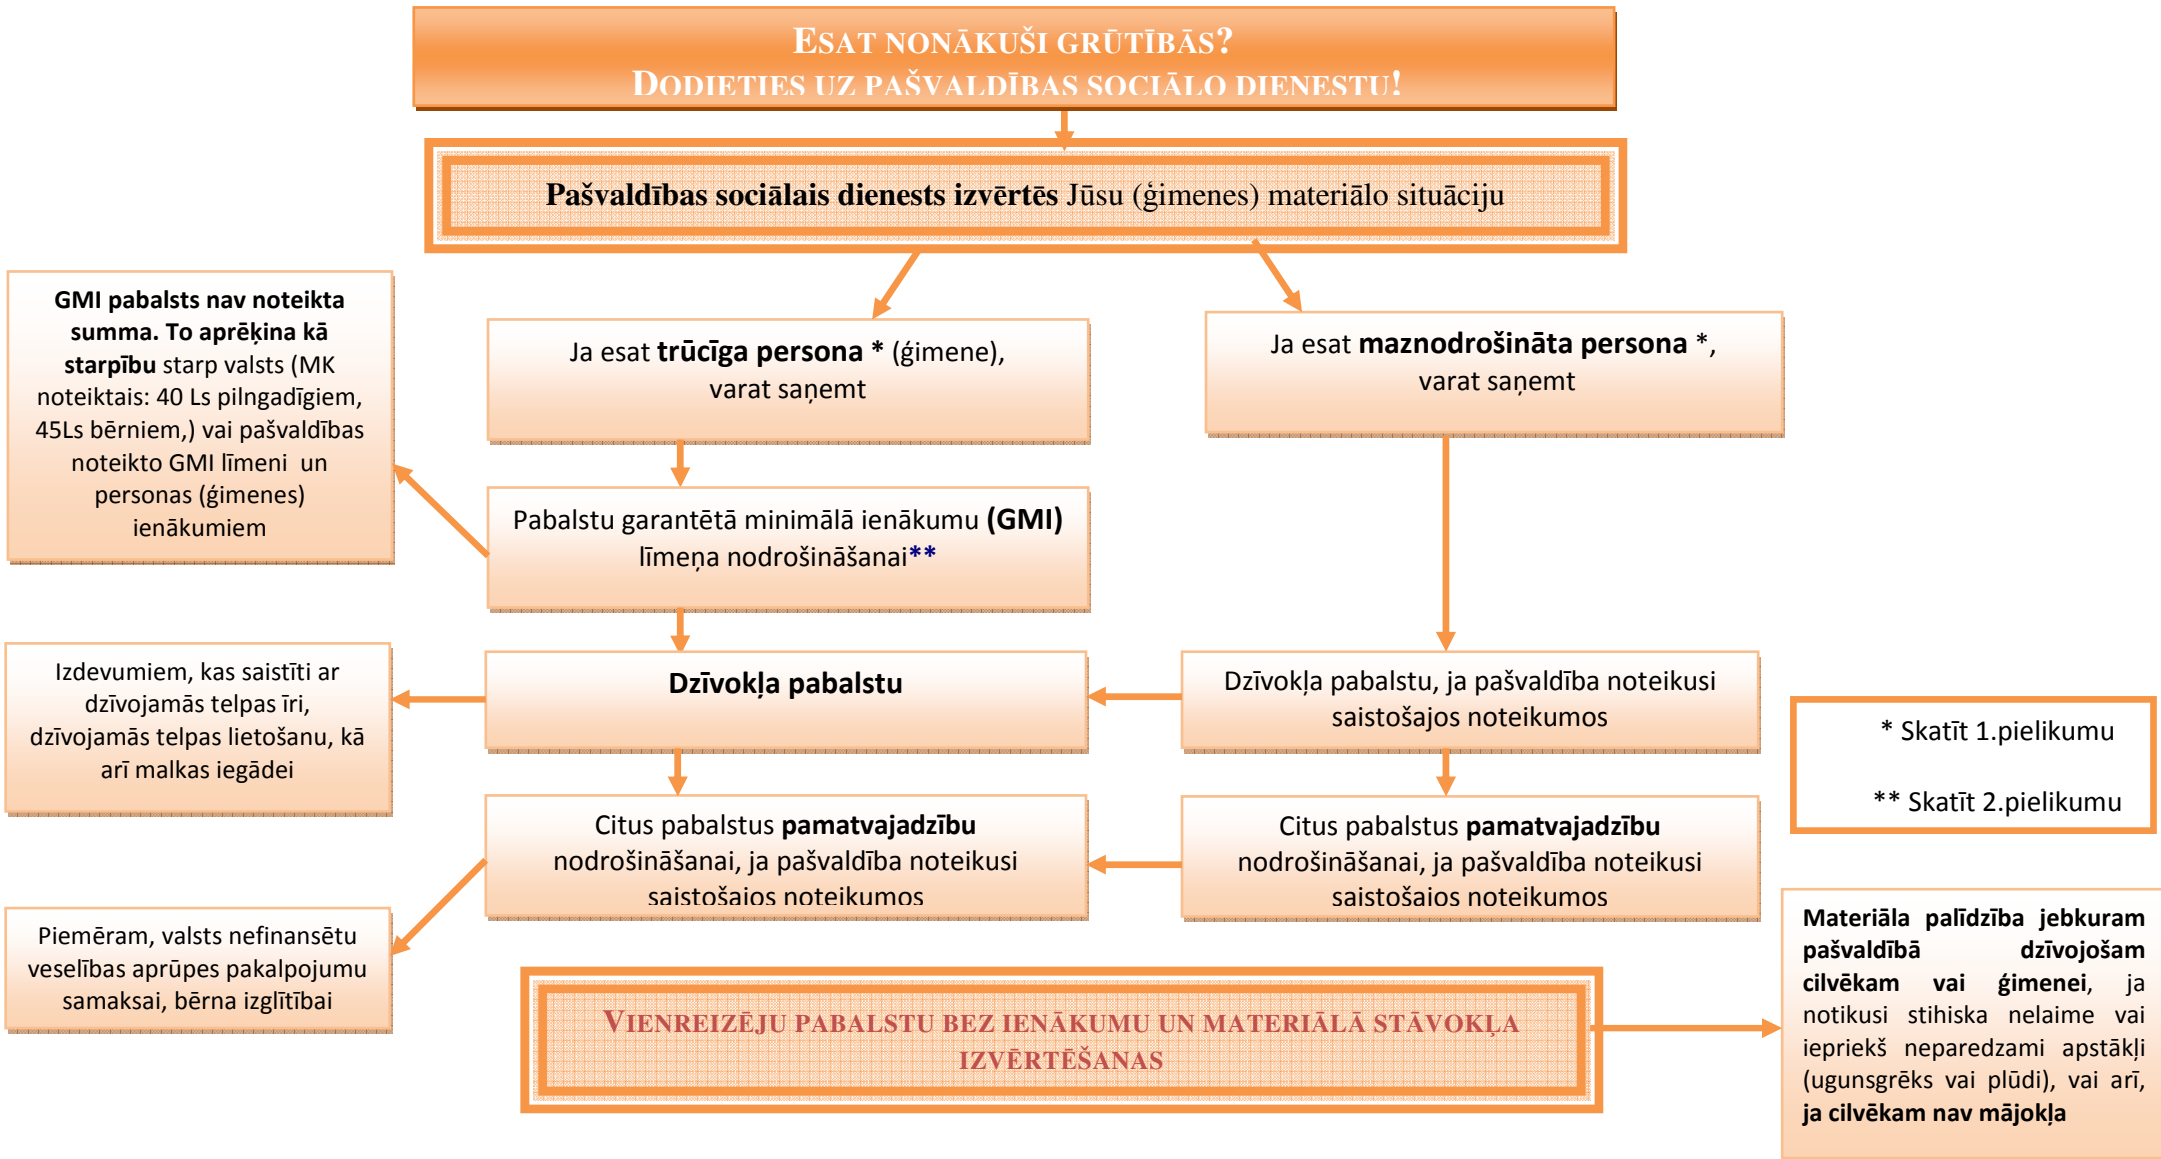 ESAT NONĀKUŠI GRŪTĪBĀS?
DODIETIES UZ PAŠVALDĪBAS SOCIĀLO DIENESTU!
Pašvaldības sociālais dienests izvērtēs Jūsu (ģimenes) materiālo situāciju
GMI pabalsts nav noteikta
summa. To aprēķina kā
starpību starp valsts (MK
noteiktais: 40 Ls pilngadīgiem,
45Ls bērniem,) vai pašvaldības
noteikto GMI līmeni un
personas (ģimenes)
ienākumiem
Ja esat trūcīga persona * (ģimene),
varat saņemt
Ja esat maznodrošināta persona *,
varat saņemt
Pabalstu garantētā minimālā ienākumu (GMI)
līmeņa nodrošināšanai**
Izdevumiem, kas saistīti ar
dzīvojamās telpas īri,
dzīvojamās telpas lietošanu, kā
arī malkas iegādei
Dzīvokļa pabalstu
Dzīvokļa pabalstu, ja pašvaldība noteikusi
saistošajos noteikumos
* Skatīt 1.pielikumu
** Skatīt 2.pielikumu
Citus pabalstus pamatvajadzību
nodrošināšanai, ja pašvaldība noteikusi
saistošajos noteikumos
Citus pabalstus pamatvajadzību
nodrošināšanai, ja pašvaldība noteikusi
saistošajos noteikumos
Piemēram, valsts nefinansētu
veselības aprūpes pakalpojumu
samaksai, bērna izglītībai
VIENREIZĒJU PABALSTU BEZ IENĀKUMU UN MATERIĀLĀ STĀVOKĻA
IZVĒRTĒŠANAS
Materiāla palīdzība jebkuram
pašvaldībā dzīvojošam
cilvēkam vai ģimenei, ja
notikusi stihiska nelaime vai
iepriekš neparedzami apstākļi
(ugunsgrēks vai plūdi), vai arī,
ja cilvēkam nav mājokļa